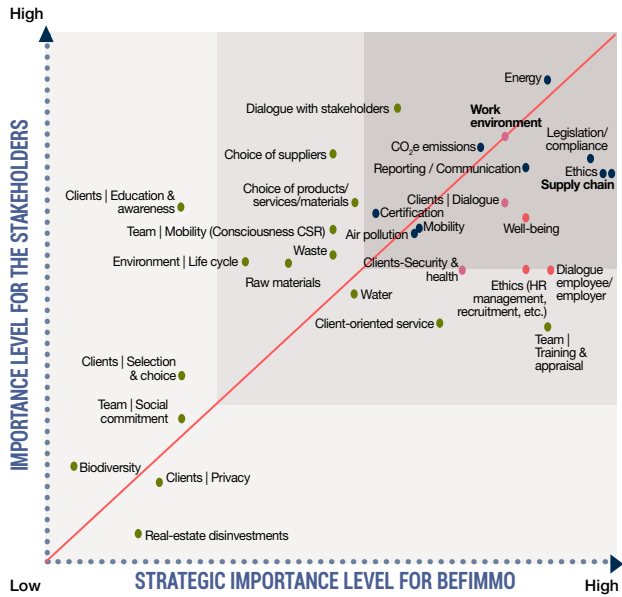 High
Energy
Work
environment
Dialogue with stakeholders
Legislation/
compliance
CO₂e emissions
Choice of suppliers
Reporting / Communication
Ethics
Supply chain
Choice of products/
services/materials
Clients | Education &
awareness
Clients | Dialogue
Certification
Mobility
Well-being
Team | Mobility (Consciousness CSR)
Air pollution
Waste
Environment | Life cycle
Raw materials
Clients-Security &
health
Dialogue
employee/
employer
Ethics (HR
management,
recruitment, etc.)
Water
Client-oriented service
Team |
Training &
appraisal
Clients | Selection
& choice
Team | Social
commitment
Biodiversity
Clients | Privacy
Real-estate disinvestments
IMPORTANCE LEVEL FOR THE STAKEHOLDERS
Low
STRATEGIC IMPORTANCE LEVEL FOR BEFIMMO
High